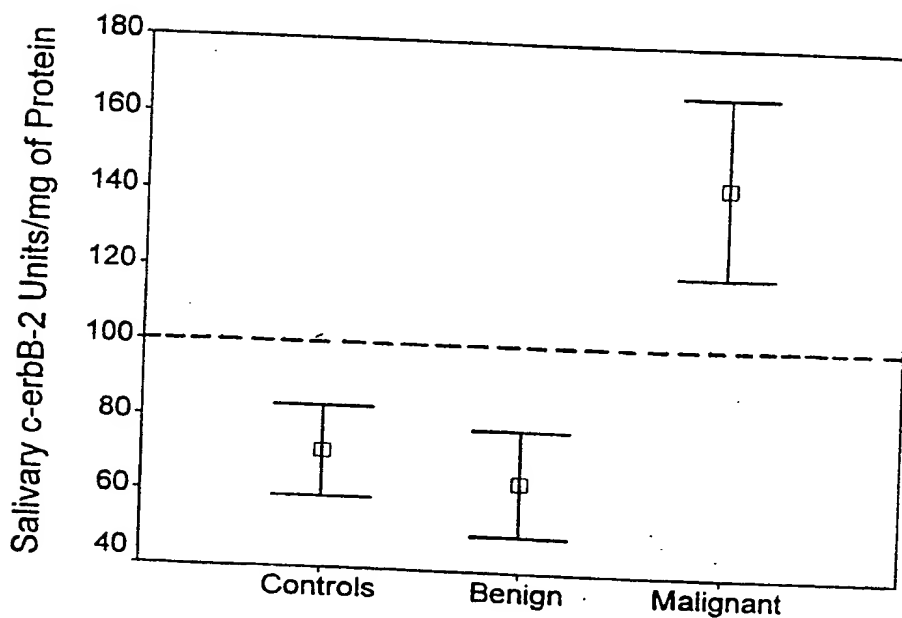 Salivary c-erbB-2 Units/mg of Protein
180
160
140
120
100
80
60
40
Controls
Benign
Malignant